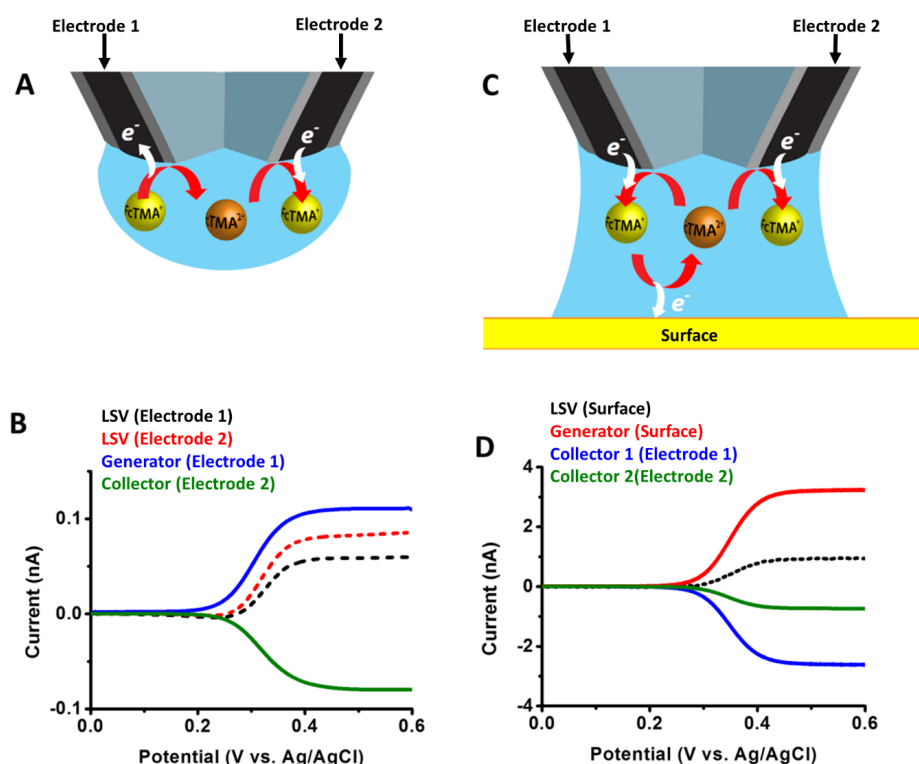 Electrode 1
Electrode 2
A
e-
e-
FcTMA+
cTMA2+
FcTMA+
Electrode 1
Electrode 2
C
e-
e-
FcTMA+
cTMA2+
FcTMA+
e-
Surface
B
LSV (Electrode 1)
LSV (Electrode 2)
Generator (Electrode 1)
Collector (Electrode 2)
Current (nA)
0.1
0.0
-0.1
0.0
0.2
0.4
0.6
Potential (V vs. Ag/AgCl)
D
LSV (Surface)
Generator (Surface)
Collector 1 (Electrode 1)
Collector 2(Electrode 2)
Current (nA)
4
2
0
-2
-4
0.0
0.2
0.4
0.6
Potential (V vs. Ag/AgCl)